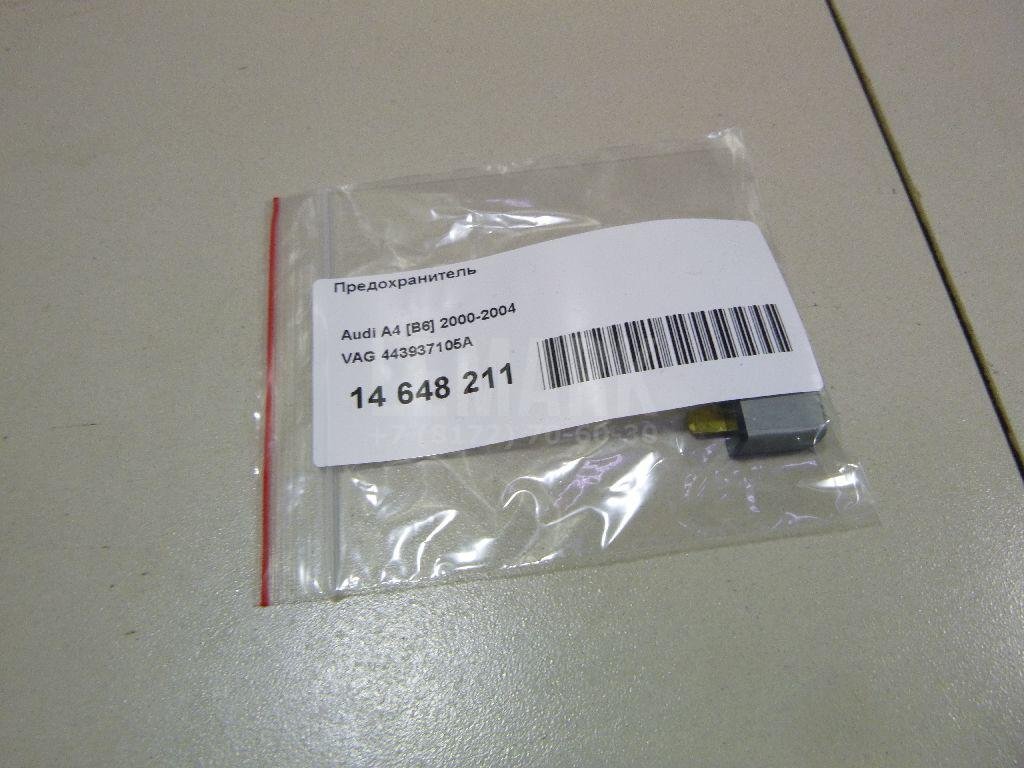 Предохранитель
Audi A4 [B6] 2000-2004
VAG 443937105A
14 648 211